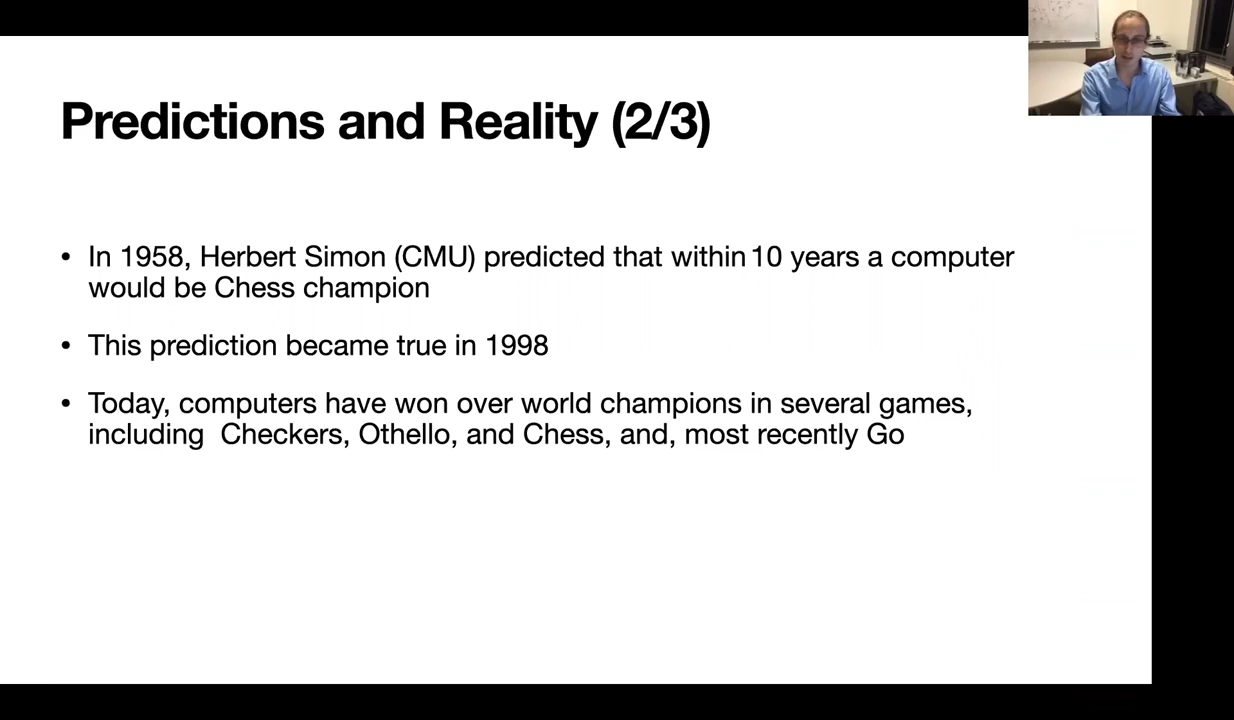 Predictions and Reality (2/3)
• In 1958, Herbert Simon (CMU) predicted that within 10 years a computer
would be Chess champion
• This prediction became true in 1998
• Today, computers have won over world champions in several games,
including Checkers, Othello, and Chess, and, most recently Go